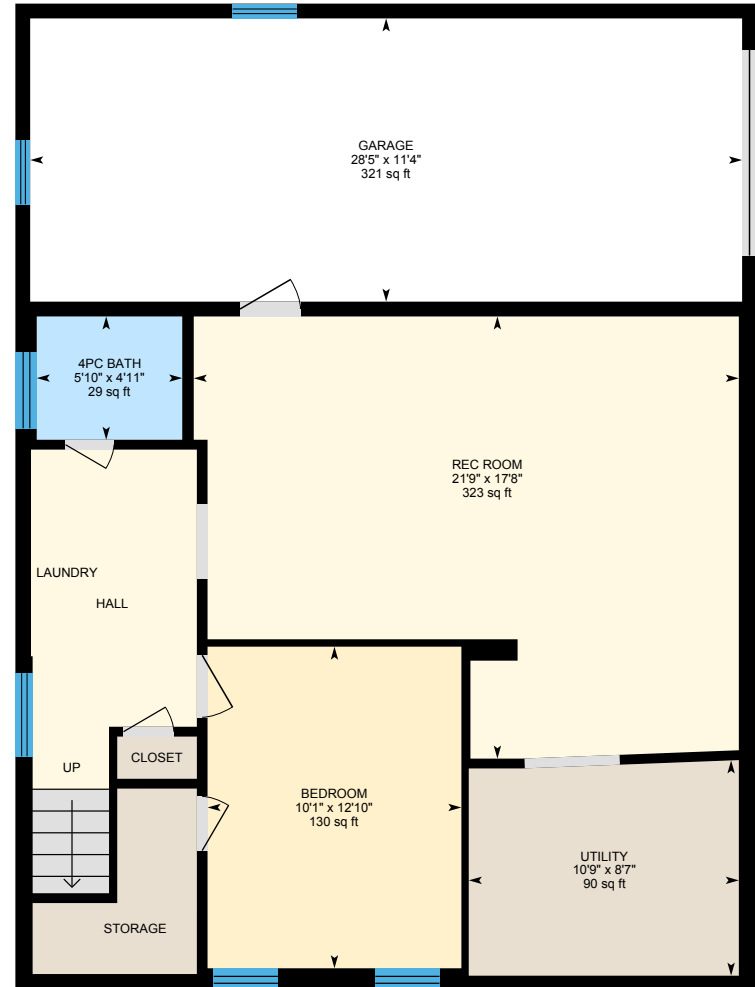 GARAGE
28'5" x 11'4"
321 sq ft
4PC BATH
5'10" x 4'11"
29 sq ft
REC ROOM
21'9" x 17'8"
323 sq ft
LAUNDRY
HALL
UP
CLOSET
BEDROOM
10'1" x 12'10"
130 sq ft
UTILITY
10'9" x 8'7"
90 sq ft
STORAGE